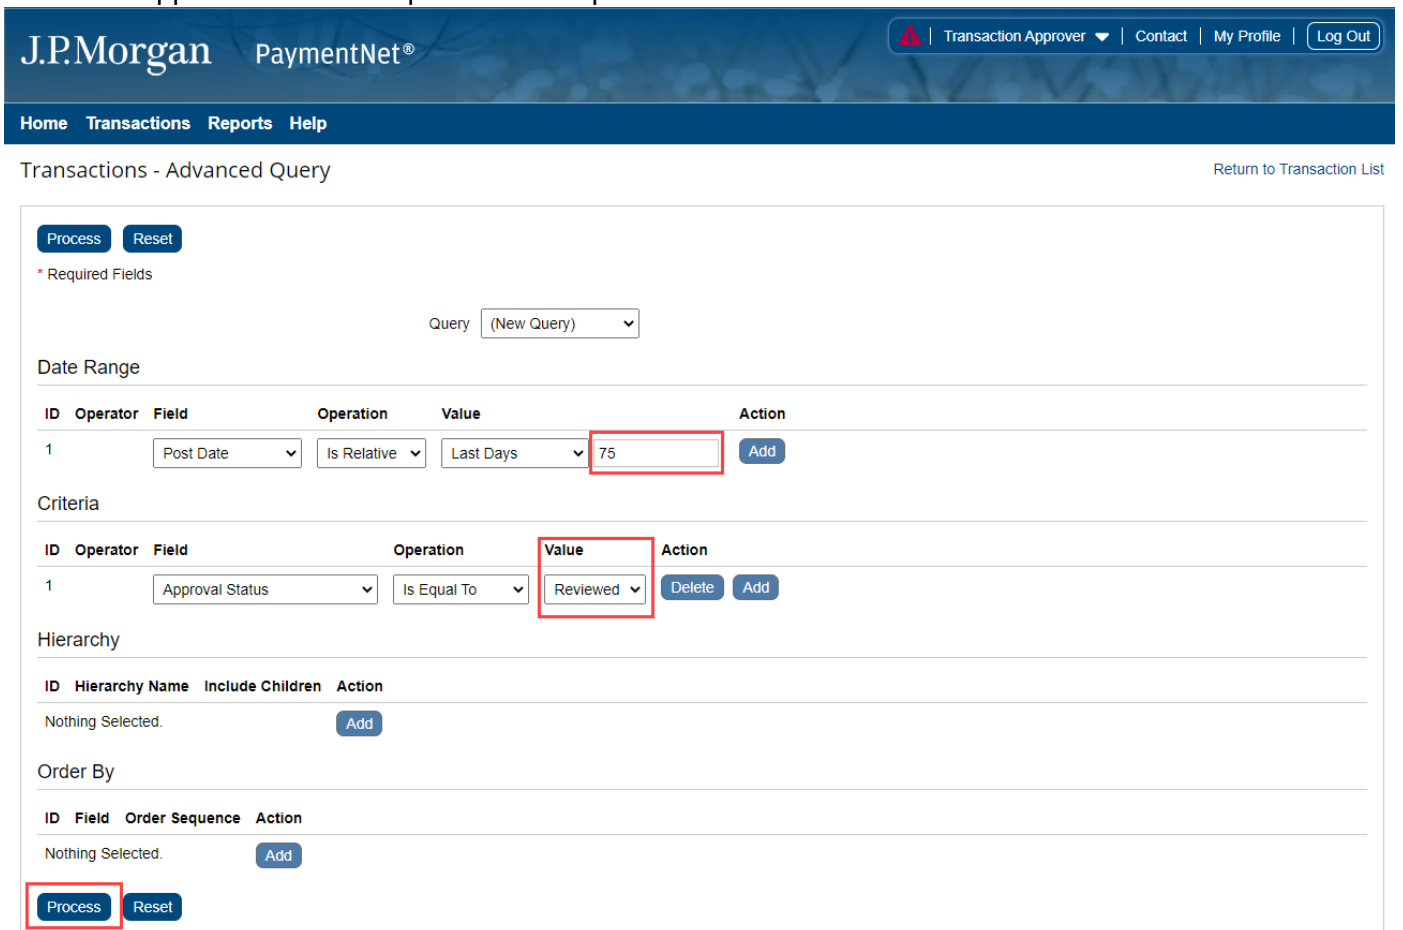 J.P.Morgan PaymentNet®
Transaction Approver | Contact | My Profile | Log Out
Home Transactions Reports Help
Transactions - Advanced Query
Return to Transaction List
Process Reset
* Required Fields
Query (New Query)
Date Range
ID Operator Field Operation Value Action
1 Post Date Is Relative Last Days 75 Add
Criteria
ID Operator Field Operation Value Action
1 Approval Status Is Equal To Reviewed Delete Add
Hierarchy
ID Hierarchy Name Include Children Action
Nothing Selected. Add
Order By
ID Field Order Sequence Action
Nothing Selected. Add
Process Reset